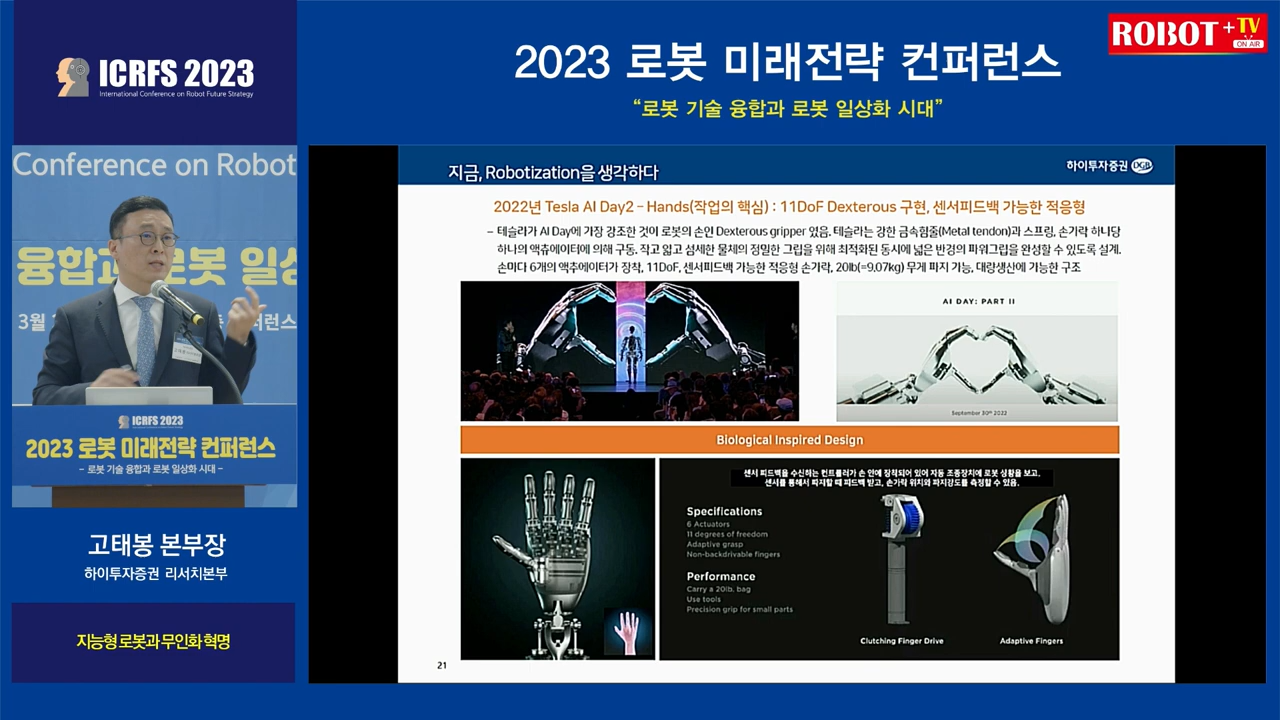 ICRFS 2023
International Conference on Robot Future Strategy
2023 로봇 미래전략 컨퍼런스
“로봇 기술 융합과 로봇 일상화 시대”
ROBOT+TV
ON AIR
Conference on Robot
융합과 로봇 일상
3월
컨퍼런스
ICRFS 2023
2023 로봇 미래전략 컨퍼런스
- 로봇 기술 융합과 로봇 일상화 시대 -
고태봉 본부장
하이투자증권 리서치본부
지능형 로봇과 무인화 혁명
지금, Robotization을 생각하다
하이투자증권 DGB
2022년 Tesla AI Day2 – Hands(작업의 핵심) : 11DoF Dexterous 구현, 센서피드백 가능한 적응형
– 테슬라가 AI Day에 가장 강조한 것이 로봇의 손인 Dexterous gripper 였음. 테슬라는 강한 금속힘줄(Metal tendon)과 스프링, 손가락 하나당
하나의 액츄에이터에 의해 구동. 작고 얇고 섬세한 물체의 정밀한 그립을 위해 최적화된 동시에 넓은 반경의 파워그립을 완성할 수 있도록 설계.
손마다 6개의 액추에이터가 장착, 11DoF, 센서피드백 가능한 적응형 손가락, 20lb(=9.07kg) 무게 파지 가능, 대량생산에 가능한 구조
AI DAY: PART II
September 30th 2022
Biological Inspired Design
센서 피드백을 수신하는 컨트롤러가 손 안에 장착되어 있어 자동 조종장치에 로봇 상황을 보고.
센서를 통해서 파지할 때 피드백 받고, 손가락 위치와 파지강도를 측정할 수 있음.
Specifications
6 Actuators
11 degrees of freedom
Adaptive grasp
Non-backdrivable fingers
Performance
Carry a 20lb. bag
Use tools
Precision grip for small parts
Clutching Finger Drive
Adaptive Fingers
21